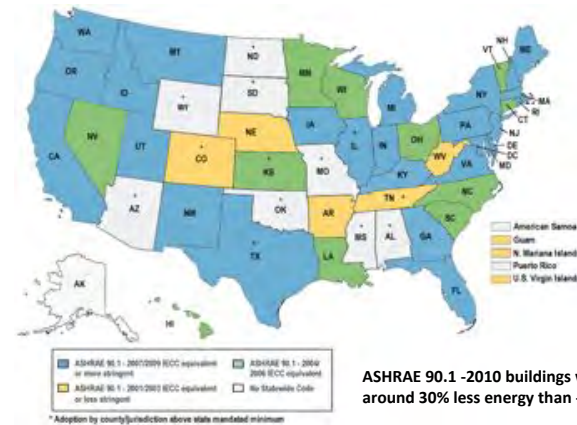 WA
OR
CA
NV
ID
MT
WY
UT
AZ
CO
NM
ND
SD
NE
KS
OK
TX
MN
IA
MO
AR
LA
WI
IL
MI
IN
OH
KY
TN
MS
AL
GA
FL
SC
NC
VA
WV
PA
NY
VT
NH
ME
MA
RI
CT
NJ
DE
DC
MD
AK
HI
American Samoa
Guam
N. Mariana Island
Puerto Rico
U.S. Virgin Island
ASHRAE 90.1 - 2007/2009 IECC equivalent
or more stringent
ASHRAE 90.1 - 2004/
2006 IECC equivalent
ASHRAE 90.1 - 2001/2003 IECC equivalent
or less stringent
No Statewide Code
* Adoption by county/jurisdiction above state mandated minimum
ASHRAE 90.1 -2010 buildings
around 30% less energy than